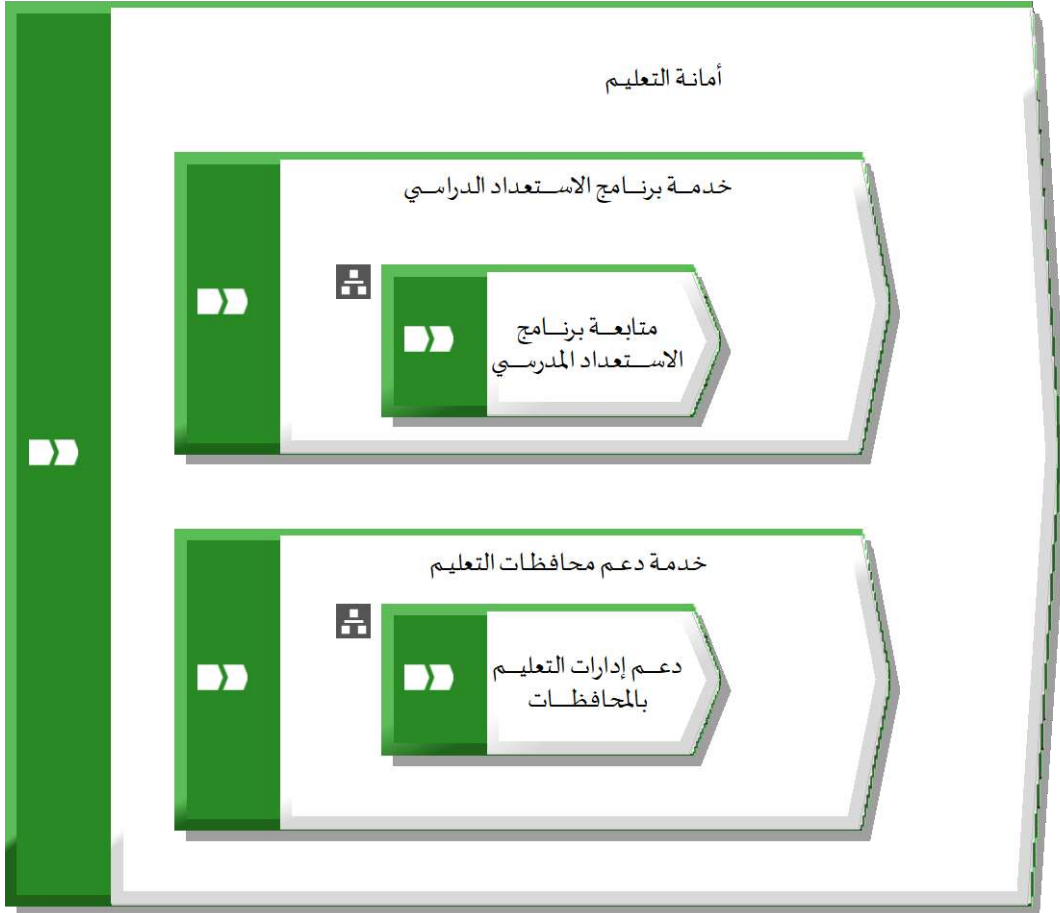 أمانة التعليم
خدمة برنامج الاستعداد الدراسي
متابعة برنامج
الاستعداد المدرسي
خدمة دعم محافظات التعليم
دعم إدارات التعليم
بالمحافظات